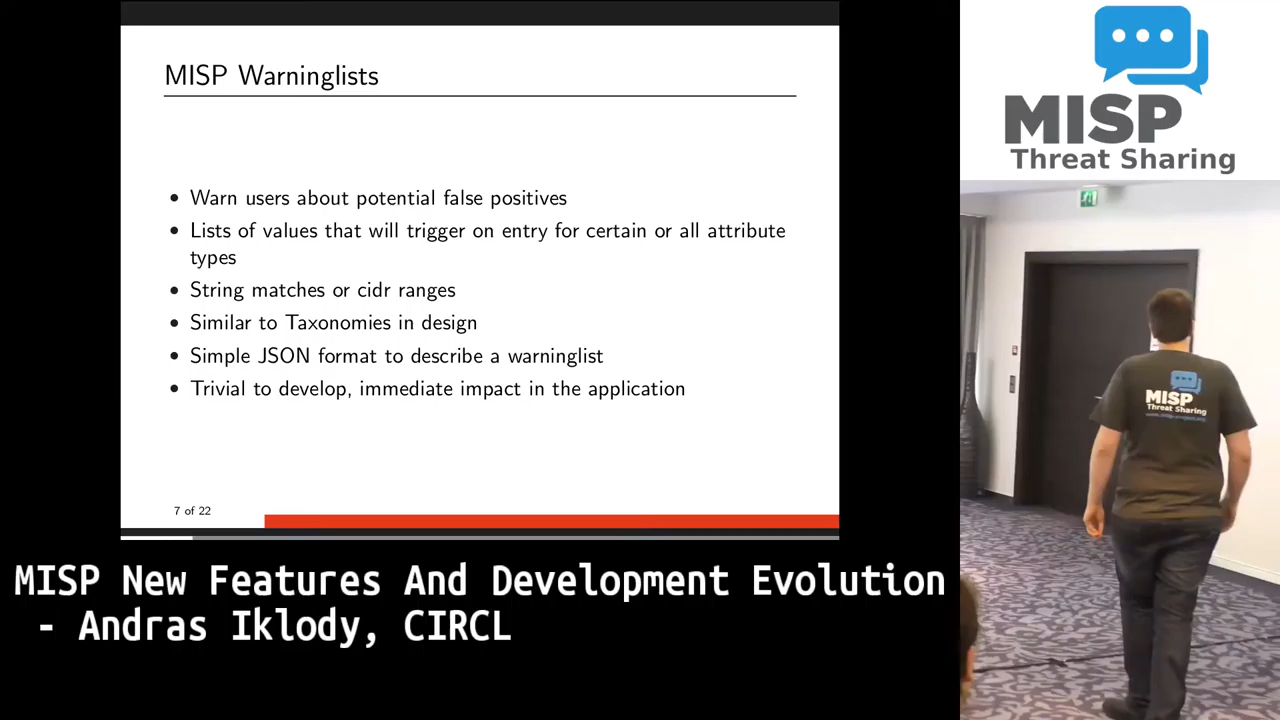 MISP Warninglists
• Warn users about potential false positives
• Lists of values that will trigger on entry for certain or all attribute
types
• String matches or cidr ranges
• Similar to Taxonomies in design
• Simple JSON format to describe a warninglist
• Trivial to develop, immediate impact in the application
7 of 22
MISP New Features And Development Evolution
- Andras Iklody, CIRCL
MISP
Threat Sharing
MISP
Threat Sharing